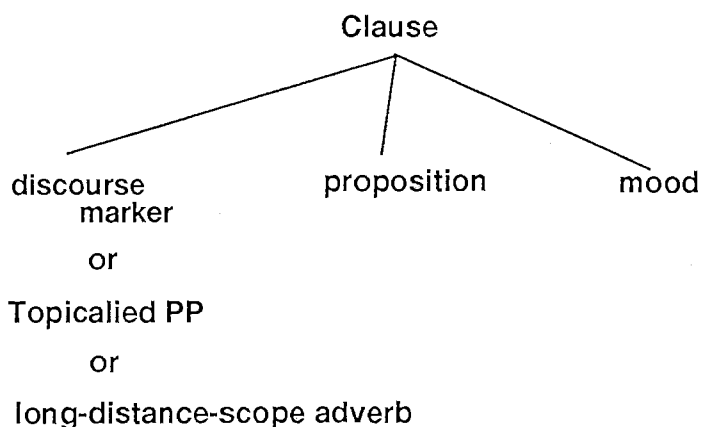 Clause
discourse proposition mood
marker
or
Topicalied PP
or
long-distance-scope adverb